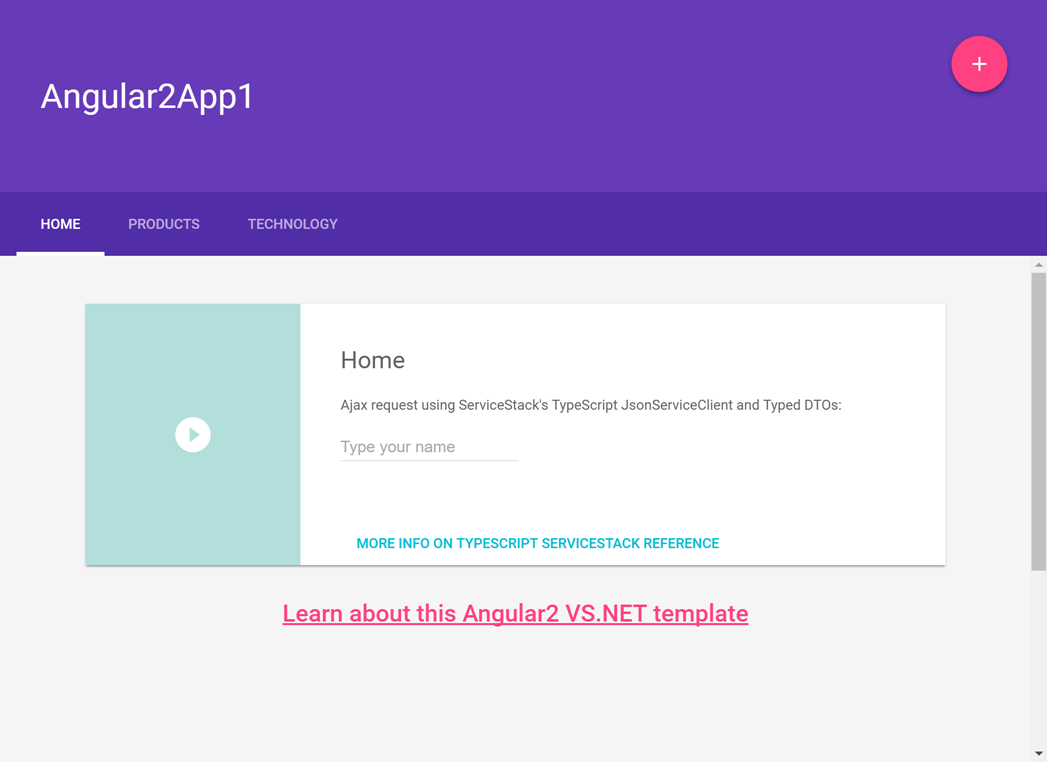 Angular2App1
+
HOME PRODUCTS TECHNOLOGY
Home
Ajax request using ServiceStack's TypeScript JsonServiceClient and Typed DTOs:
Type your name
MORE INFO ON TYPESCRIPT SERVICESTACK REFERENCE
Learn about this Angular2 VS.NET template